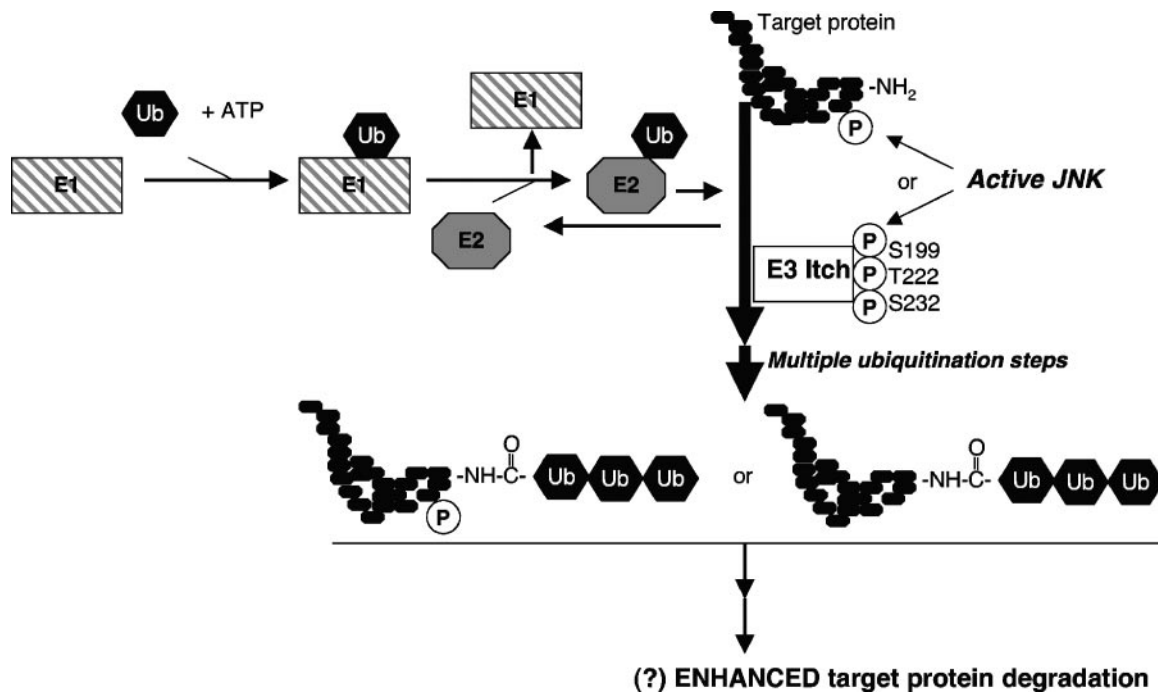 Target protein
-NH₂
P
E1
Ub
+ ATP
E1
Ub
E1
E2
Ub
E2
or
Active JNK
E3 Itch
P
S199
P
T222
P
S232
Multiple ubiquitination steps
O
-NH-C-
Ub Ub Ub
P
or
O
-NH-C-
Ub Ub Ub
(?) ENHANCED target protein degradation